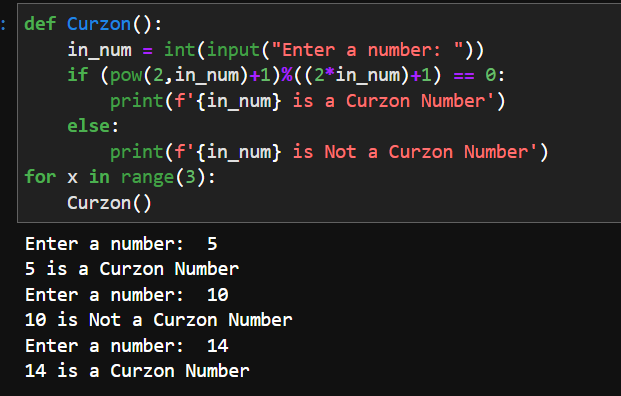 : def Curzon():
    in_num = int(input("Enter a number: "))
    if (pow(2,in_num)+1)%((2*in_num)+1) == 0:
        print(f'{in_num} is a Curzon Number')
    else:
        print(f'{in_num} is Not a Curzon Number')
for x in range(3):
    Curzon()
Enter a number:  5
5 is a Curzon Number
Enter a number:  10
10 is Not a Curzon Number
Enter a number:  14
14 is a Curzon Number